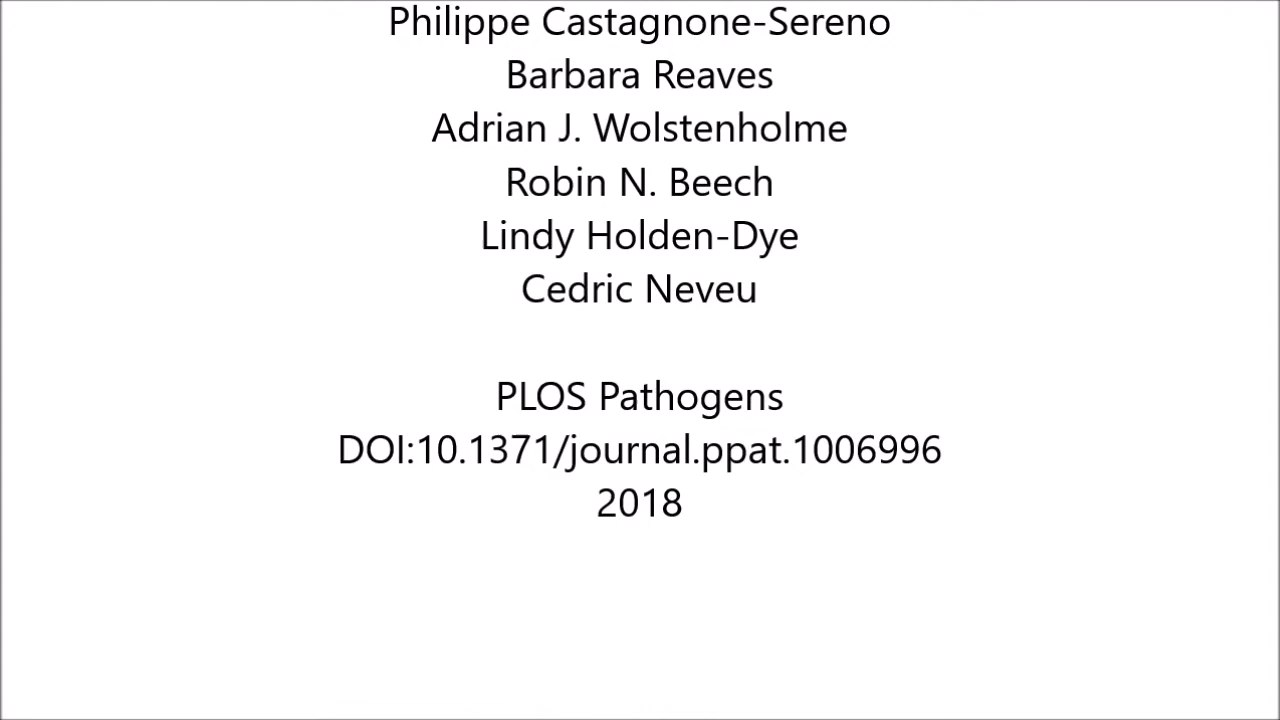 Philippe Castagnone-Sereno
Barbara Reaves
Adrian J. Wolstenholme
Robin N. Beech
Lindy Holden-Dye
Cedric Neveu
PLOS Pathogens
DOI:10.1371/journal.ppat.1006996
2018